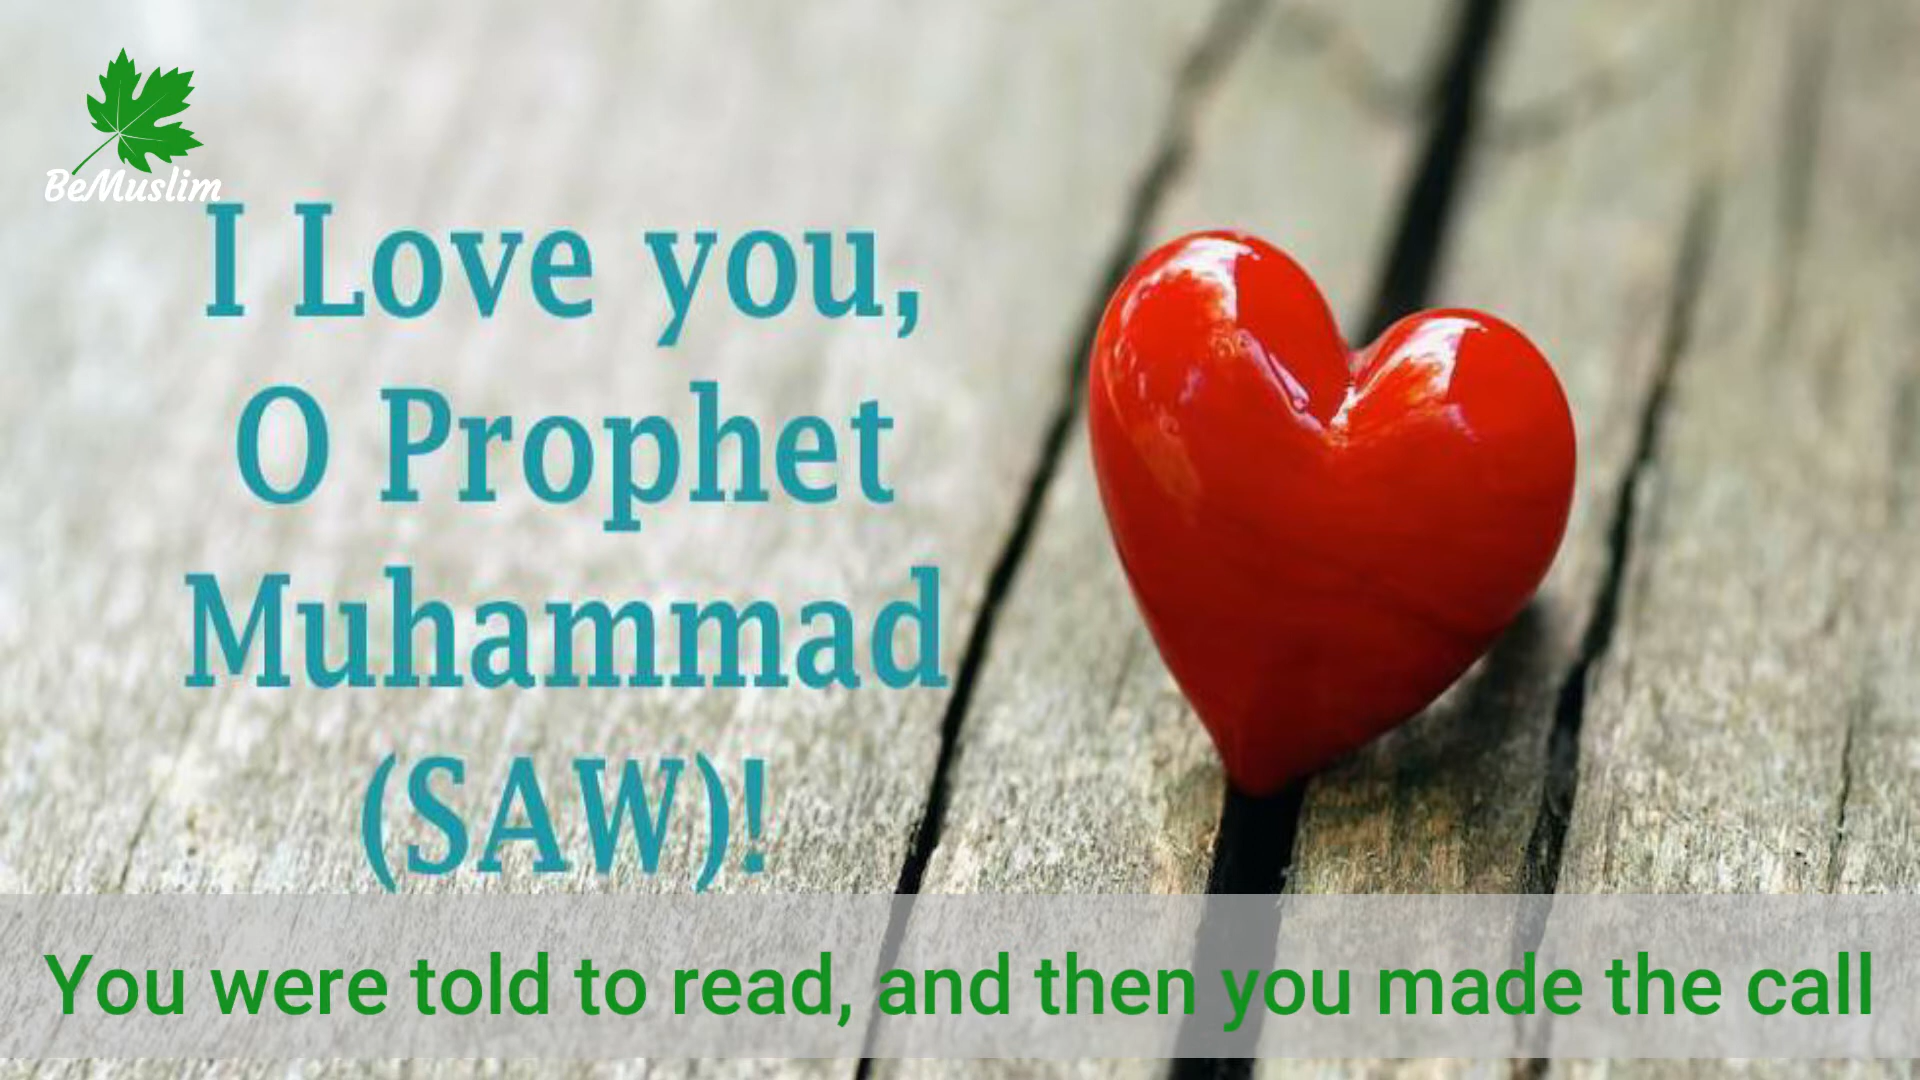 BeMuslim
I Love you,
O Prophet
Muhammad
(SAW)!
You were told to read, and then you made the call